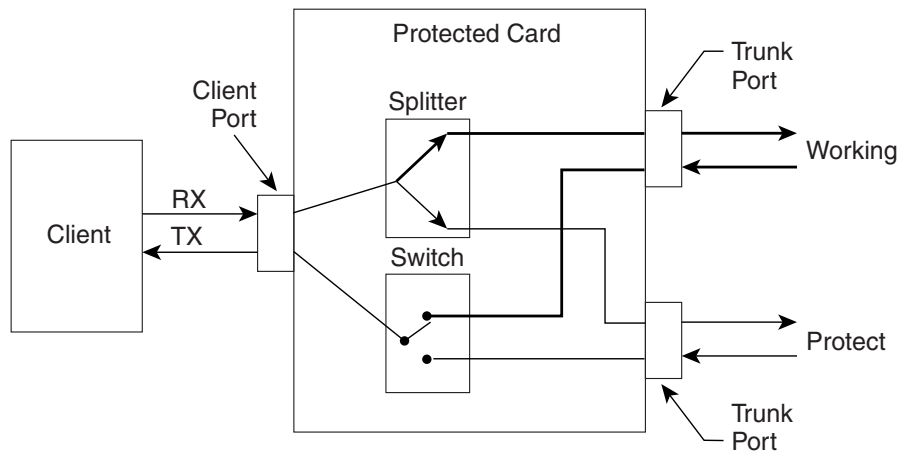 Protected Card
Trunk
Port
Client
Port
Splitter
Working
RX
Client
TX
Switch
Protect
Trunk
Port